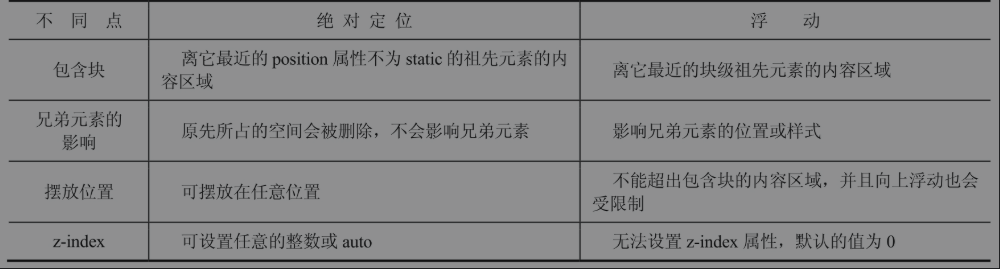 不同点 绝对定位 浮动
包含块 离它最近的 position 属性不为 static 的祖先元素的内容区域 离它最近的块级祖先元素的内容区域
兄弟元素的影响 原先所占的空间会被删除，不会影响兄弟元素 影响兄弟元素的位置或样式
摆放位置 可摆放在任意位置 不能超出包含块的内容区域，并且向上浮动也会受限制
z-index 可设置任意的整数或 auto 无法设置 z-index 属性，默认的值为 0